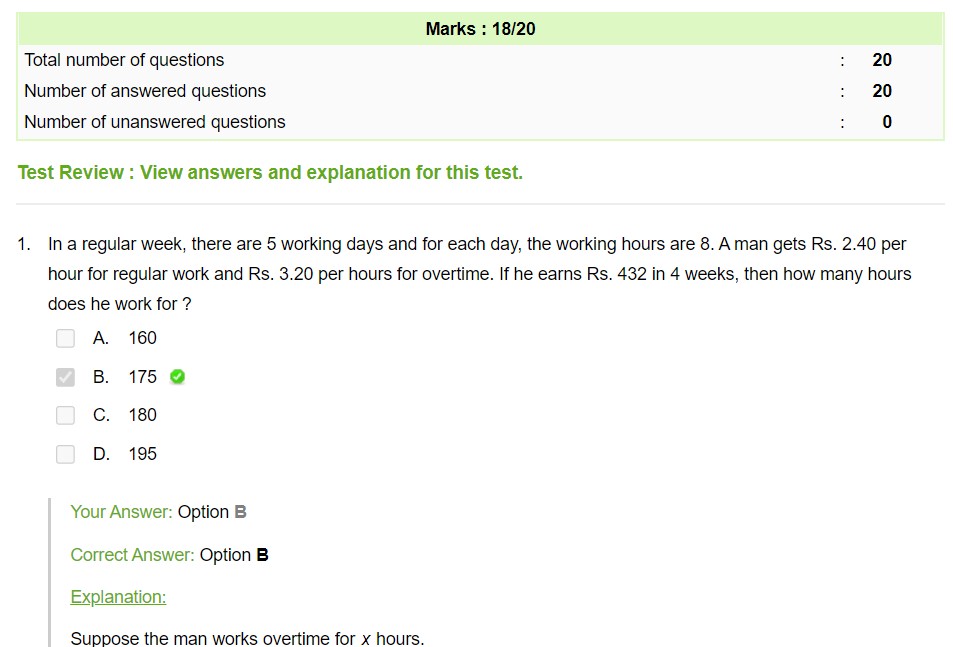 Marks : 18/20
Total number of questions : 20
Number of answered questions : 20
Number of unanswered questions : 0
Test Review : View answers and explanation for this test.
1. In a regular week, there are 5 working days and for each day, the working hours are 8. A man gets Rs. 2.40 per
hour for regular work and Rs. 3.20 per hours for overtime. If he earns Rs. 432 in 4 weeks, then how many hours
does he work for ?
A. 160
B. 175
C. 180
D. 195
Your Answer: Option B
Correct Answer: Option B
Explanation:
Suppose the man works overtime for x hours.